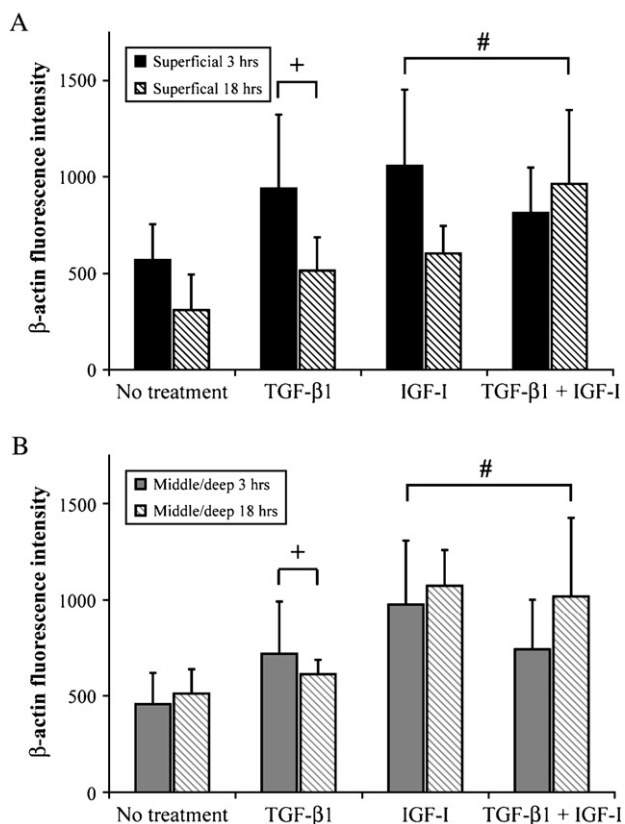 A
β-actin fluorescence intensity
1500
1000
500
0
Superficial 3 hrs
Superfical 18 hrs
+
#
No treatment TGF-β1 IGF-I TGF-β1 + IGF-I
B
β-actin fluorescence intensity
1500
1000
500
0
Middle/deep 3 hrs
Middle/deep 18 hrs
+
#
No treatment TGF-β1 IGF-I TGF-β1 + IGF-I